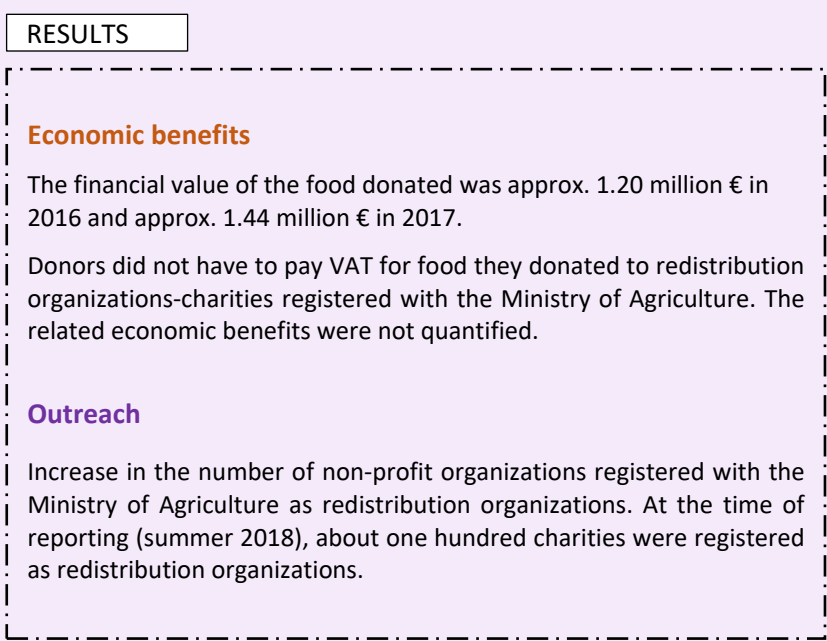 RESULTS
Economic benefits
The financial value of the food donated was approx. 1.20 million € in
2016 and approx. 1.44 million € in 2017.
Donors did not have to pay VAT for food they donated to redistribution
organizations-charities registered with the Ministry of Agriculture. The
related economic benefits were not quantified.
Outreach
Increase in the number of non-profit organizations registered with the
Ministry of Agriculture as redistribution organizations. At the time of
reporting (summer 2018), about one hundred charities were registered
as redistribution organizations.